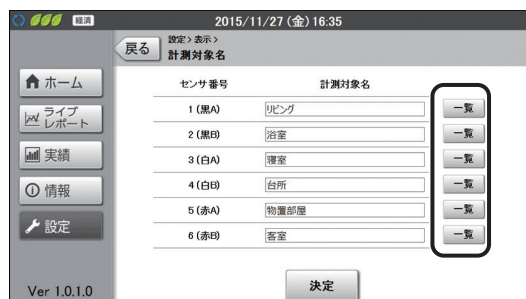 経済 2015/11/27 (金) 16:35
戻る
設定 > 表示 >
計測対象名
ホーム
ライブレポート
実績
情報
設定
Ver 1.0.1.0
センサ番号 計測対象名
1 (黒A) リビング 一覧
2 (黒B) 浴室 一覧
3 (白A) 寝室 一覧
4 (白B) 台所 一覧
5 (赤A) 物置部屋 一覧
6 (赤B) 客室 一覧
決定